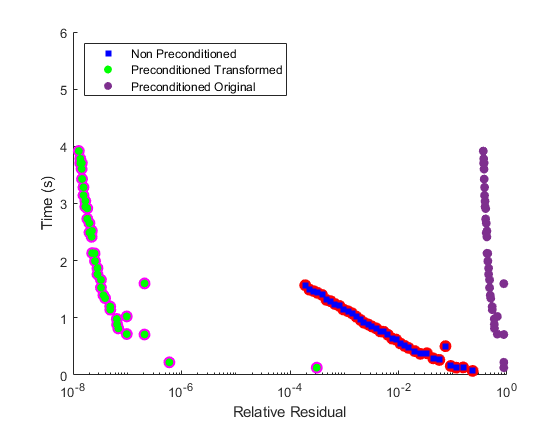 6
5
4
3
2
1
0
Time (s)
Non Preconditioned
Preconditioned Transformed
Preconditioned Original
10^-8
10^-6
10^-4
10^-2
10^0
Relative Residual